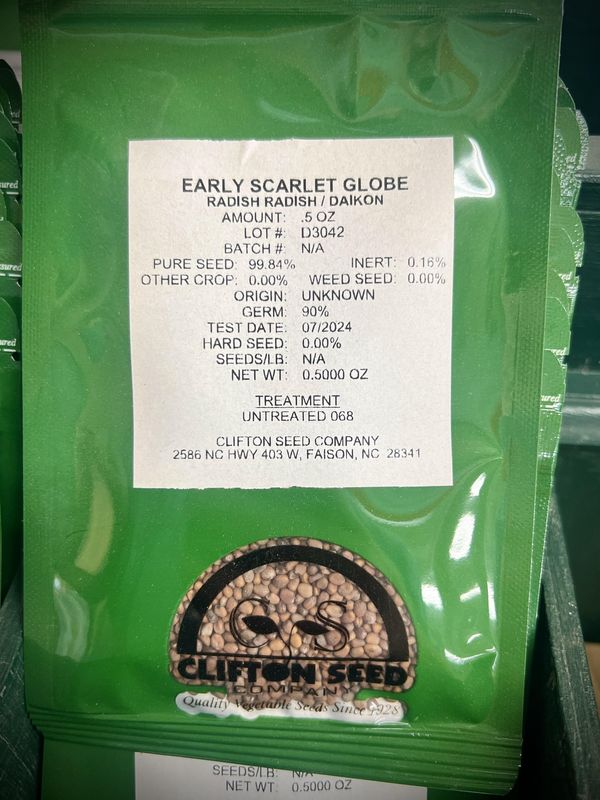 EARLY SCARLET GLOBE
RADISH RADISH / DAIKON
AMOUNT: .5 OZ
LOT #: D3042
BATCH #: N/A
PURE SEED: 99.84% INERT: 0.16%
OTHER CROP: 0.00% WEED SEED: 0.00%
ORIGIN: UNKNOWN
GERM: 90%
TEST DATE: 07/2024
HARD SEED: 0.00%
SEEDS/LB: N/A
NET WT: 0.5000 OZ
TREATMENT
UNTREATED 068
CLIFTON SEED COMPANY
2586 NC HWY 403 W, FAISON, NC 28341
C S
CLIFTON SEED
COMPANY
Quality Vegetable Seeds Since 1928
SEEDS/LB: N/A
NET WT: 0.5000 OZ